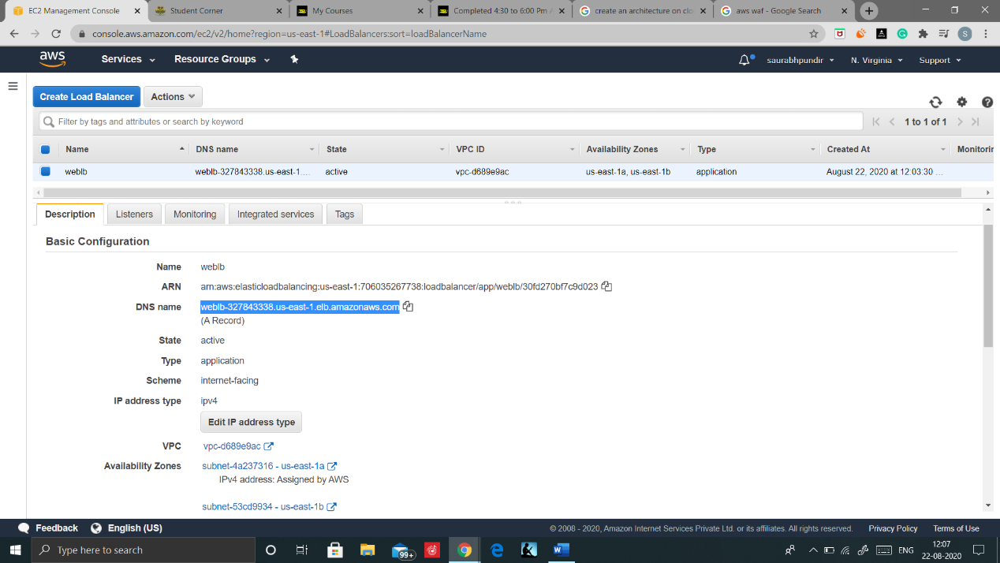 EC2 Management Console
Student Corner
My Courses
Completed 4:30 to 6:00 Pm
create an architecture on clo
aws waf - Google Search
console.aws.amazon.com/ec2/v2/home?region=us-east-1#LoadBalancers:sort=loadBalancerName
S
aws
Services
Resource Groups
saurabhpundir
N. Virginia
Support
Create Load Balancer
Actions
Filter by tags and attributes or search by keyword
1 to 1 of 1
Name
DNS name
State
VPC ID
Availability Zones
Type
Created At
Monitorin
weblb
weblb-327843338.us-east-1 ...
active
vpc-d689e9ac
us-east-1a, us-east-1b
application
August 22, 2020 at 12:03:30 ...
Description
Listeners
Monitoring
Integrated services
Tags
Basic Configuration
Name
weblb
ARN
arn:aws:elasticloadbalancing:us-east-1:706035267738:loadbalancer/app/weblb/30fd270bf7c9d023
DNS name
weblb-327843338.us-east-1.elb.amazonaws.com
(A Record)
State
active
Type
application
Scheme
internet-facing
IP address type
ipv4
Edit IP address type
VPC
vpc-d689e9ac
Availability Zones
subnet-4a237316 - us-east-1a
IPv4 address: Assigned by AWS
subnet-53cd9934 - us-east-1b
Feedback
English (US)
© 2008 - 2020, Amazon Internet Services Private Ltd. or its affiliates. All rights reserved.
Privacy Policy
Terms of Use
Type here to search
99+
ENG
12:07
22-08-2020